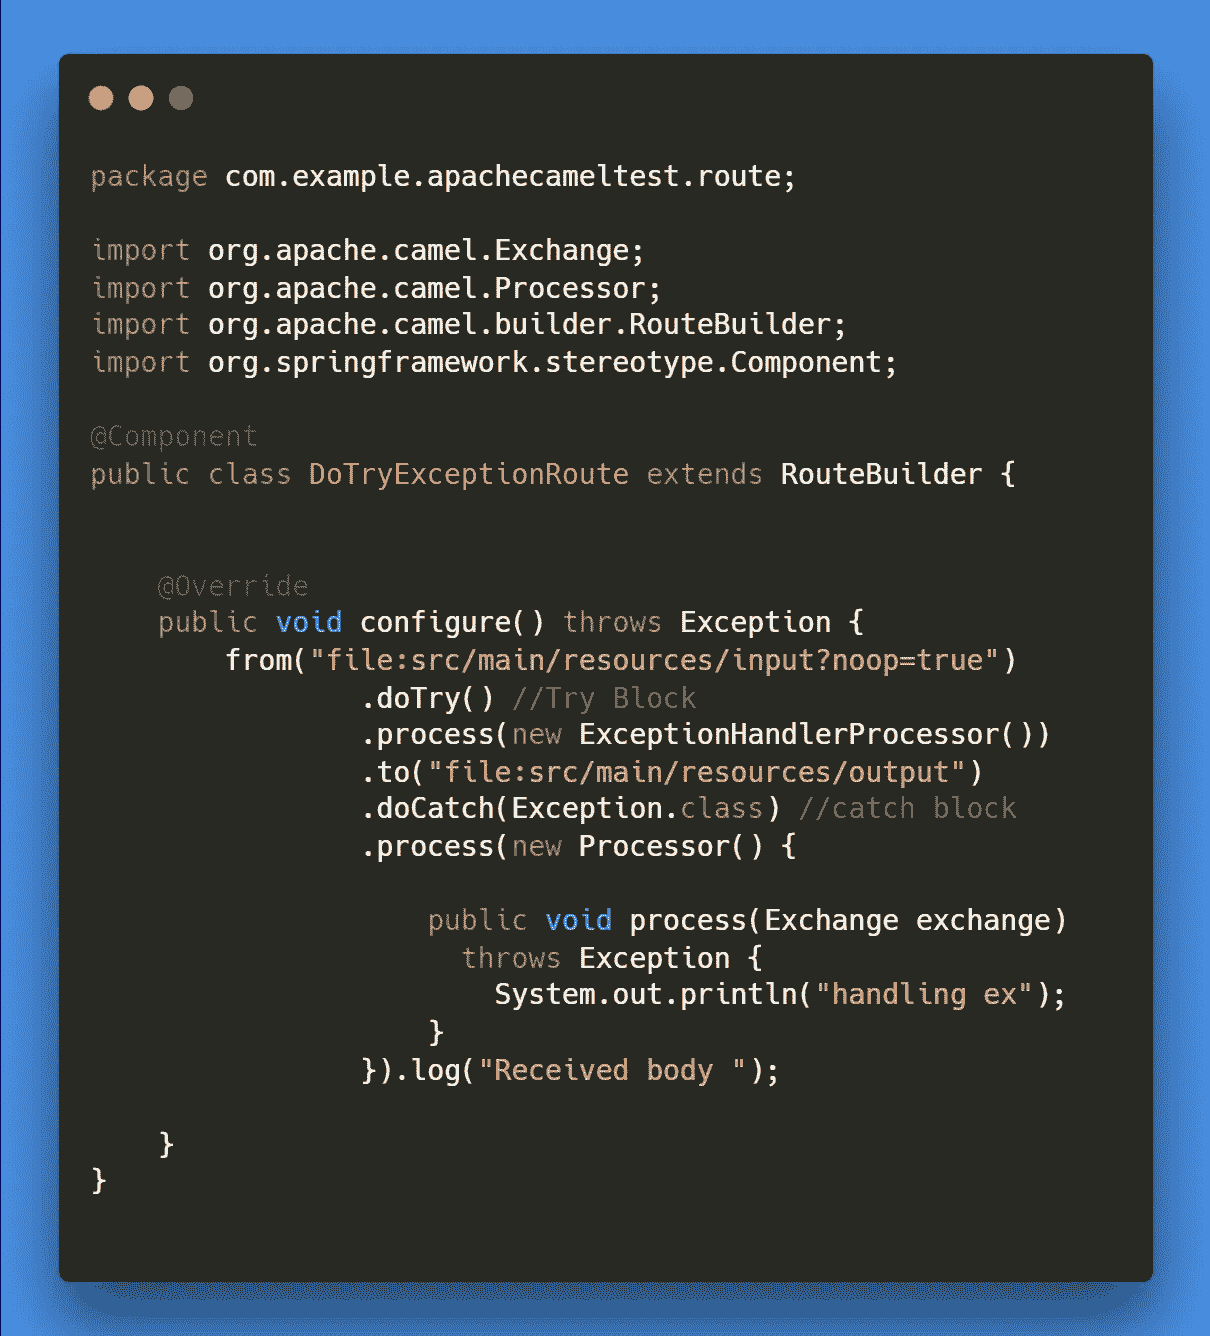 package com.example.apachecameltest.route;
import org.apache.camel.Exchange;
import org.apache.camel.Processor;
import org.apache.camel.builder.RouteBuilder;
import org.springframework.stereotype.Component;
@Component
public class DoTryExceptionRoute extends RouteBuilder {
@Override
public void configure() throws Exception {
from("file:src/main/resources/input?noop=true")
.doTry() //Try Block
.process(new ExceptionHandlerProcessor())
.to("file:src/main/resources/output")
.doCatch(Exception.class) //catch block
.process(new Processor() {
public void process(Exchange exchange)
throws Exception {
System.out.println("handling ex");
}
}).log("Received body ");
}
}